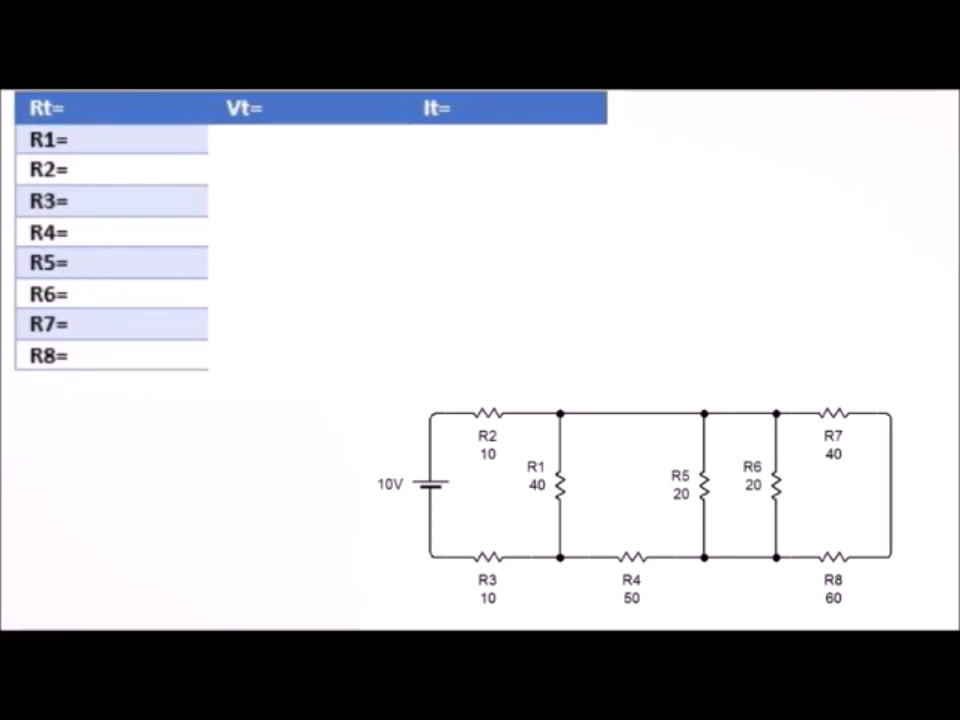 Rt= Vt= It=
R1=
R2=
R3=
R4=
R5=
R6=
R7=
R8=
R2
10
R7
40
R1
40
10V
R5
20
R6
20
R3
10
R4
50
R8
60